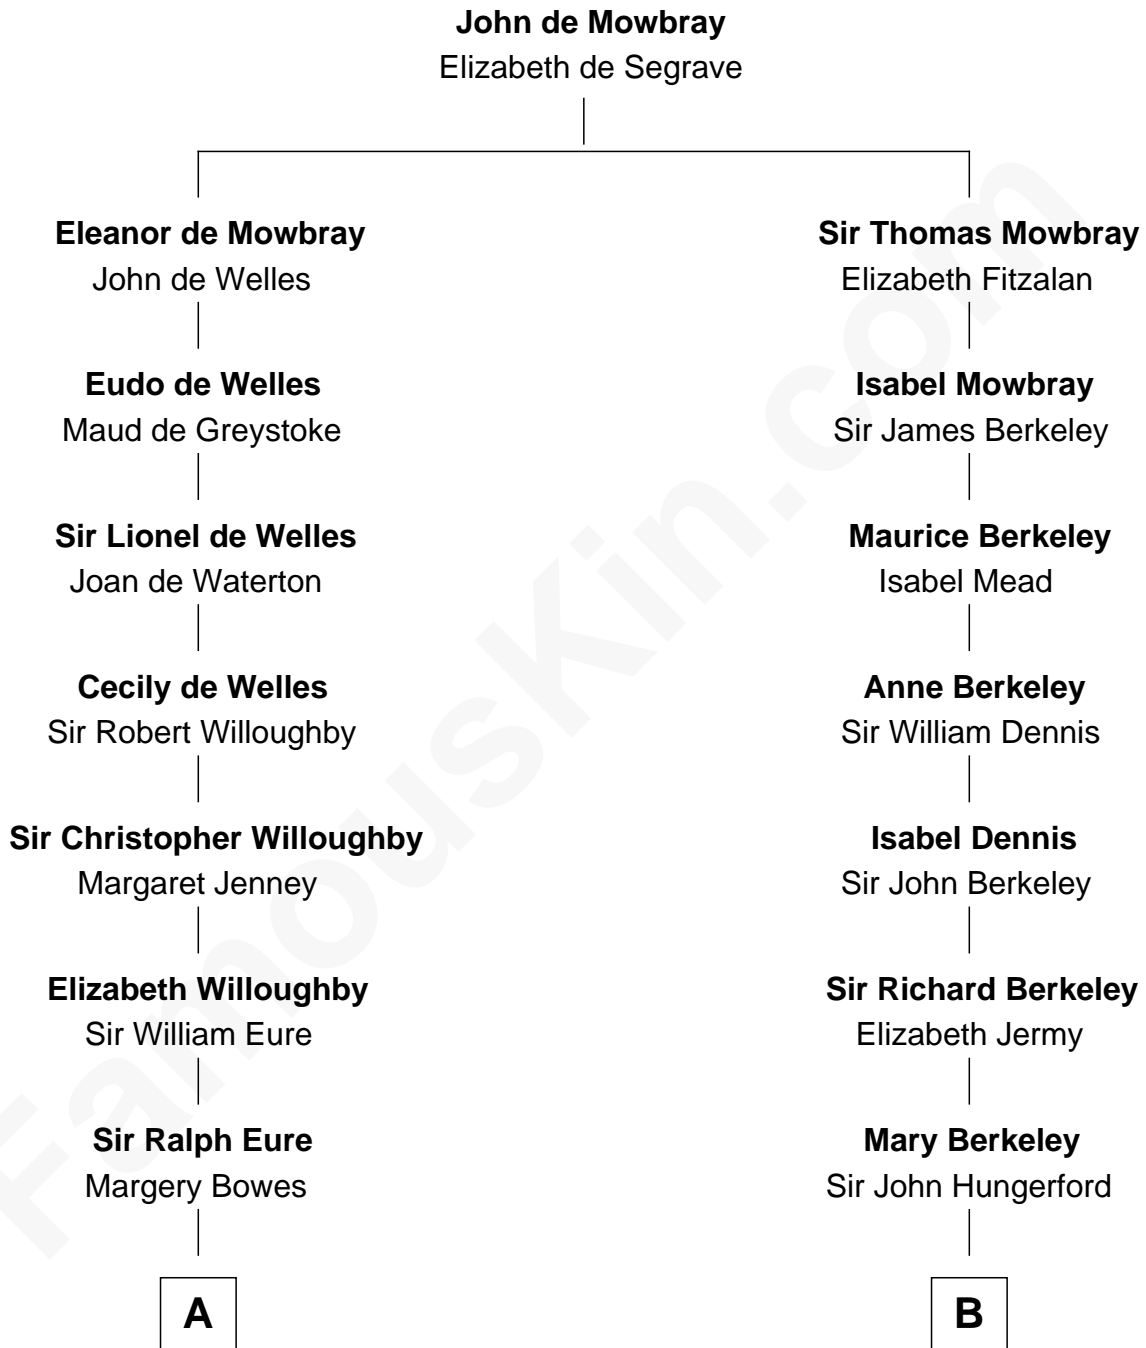 John de Mowbray
Elizabeth de Segrave
Eleanor de Mowbray
John de Welles
Eudo de Welles
Maud de Greystoke
Sir Lionel de Welles
Joan de Waterton
Cecily de Welles
Sir Robert Willoughby
Sir Christopher Willoughby
Margaret Jenney
Elizabeth Willoughby
Sir William Eure
Sir Ralph Eure
Margery Bowes
A
Sir Thomas Mowbray
Elizabeth Fitzalan
Isabel Mowbray
Sir James Berkeley
Maurice Berkeley
Isabel Mead
Anne Berkeley
Sir William Dennis
Isabel Dennis
Sir John Berkeley
Sir Richard Berkeley
Elizabeth Jermy
Mary Berkeley
Sir John Hungerford
B
FamousKin.com